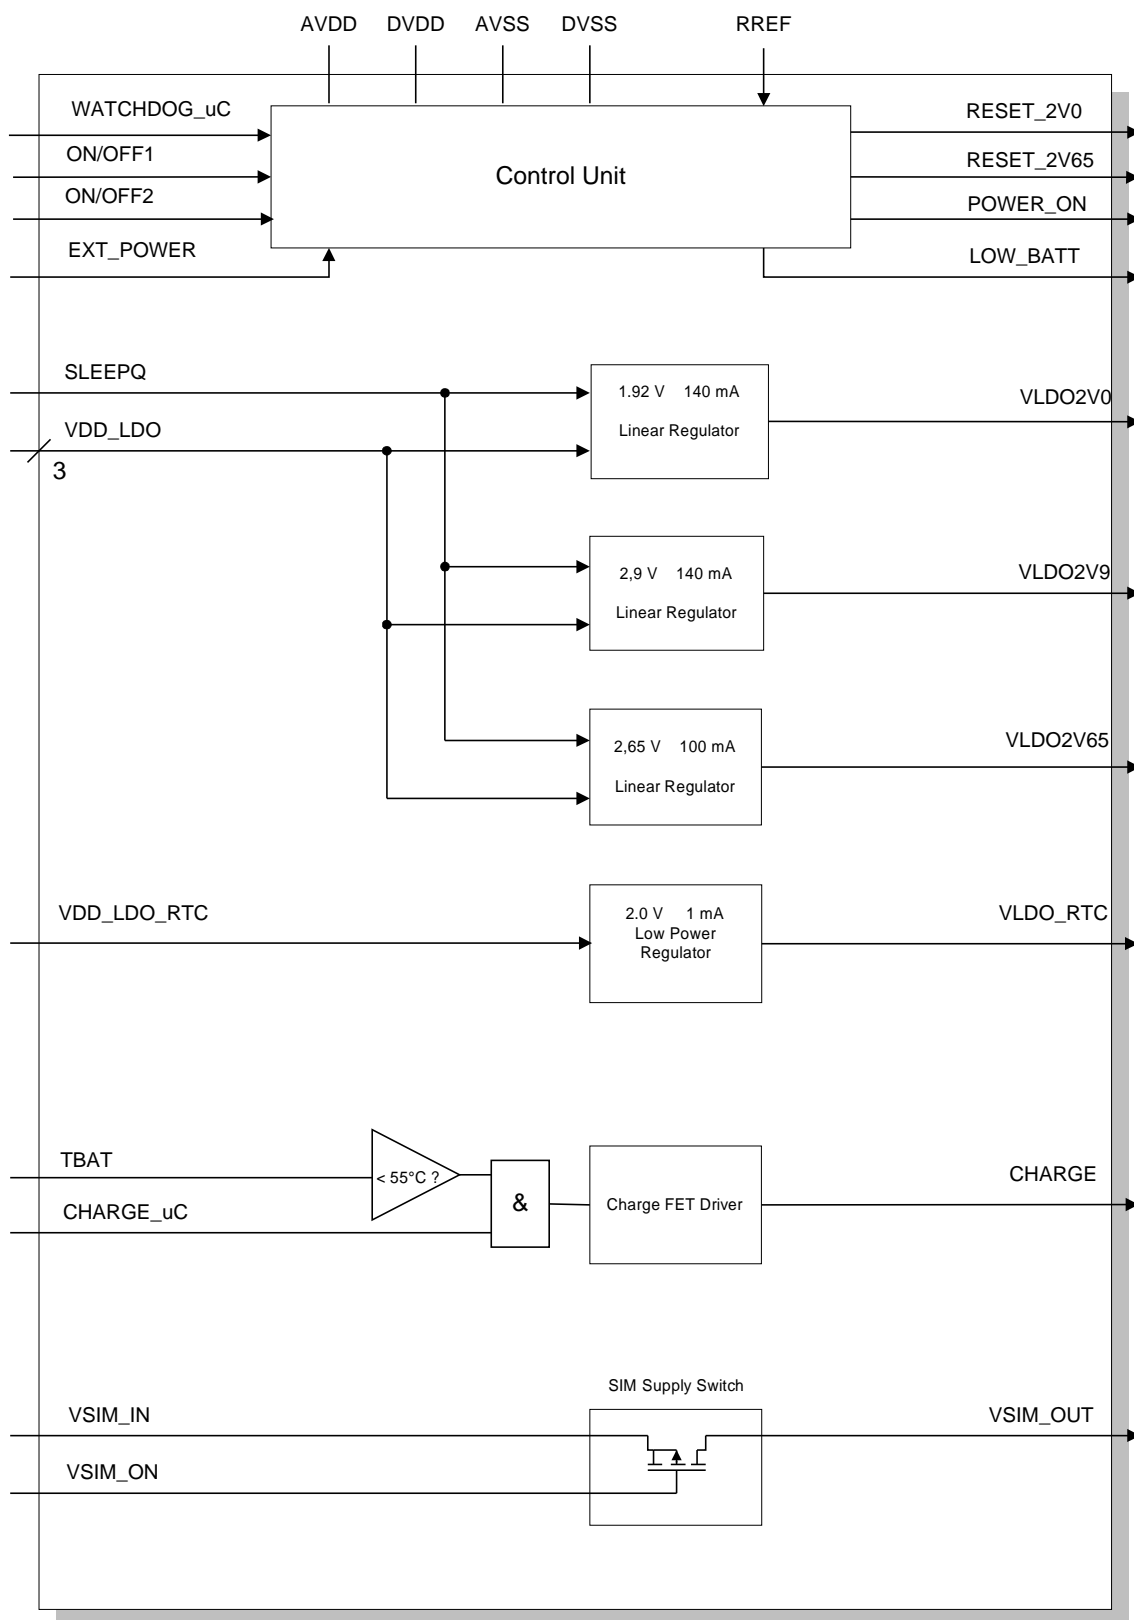 AVDD DVDD AVSS DVSS RREF
WATCHDOG_uC
RESET_2V0
ON/OFF1
RESET_2V65
Control Unit
ON/OFF2
POWER_ON
EXT_POWER
LOW_BATT
SLEEPQ
1.92 V 140 mA
VLDO2V0
VDD_LDO
Linear Regulator
3
2,9 V 140 mA
VLDO2V9
Linear Regulator
2,65 V 100 mA
VLDO2V65
Linear Regulator
VDD_LDO_RTC
2.0 V 1 mA
VLDO_RTC
Low Power
Regulator
TBAT
< 55°C ?
CHARGE
CHARGE_uC
&
Charge FET Driver
SIM Supply Switch
VSIM_IN
VSIM_OUT
VSIM_ON